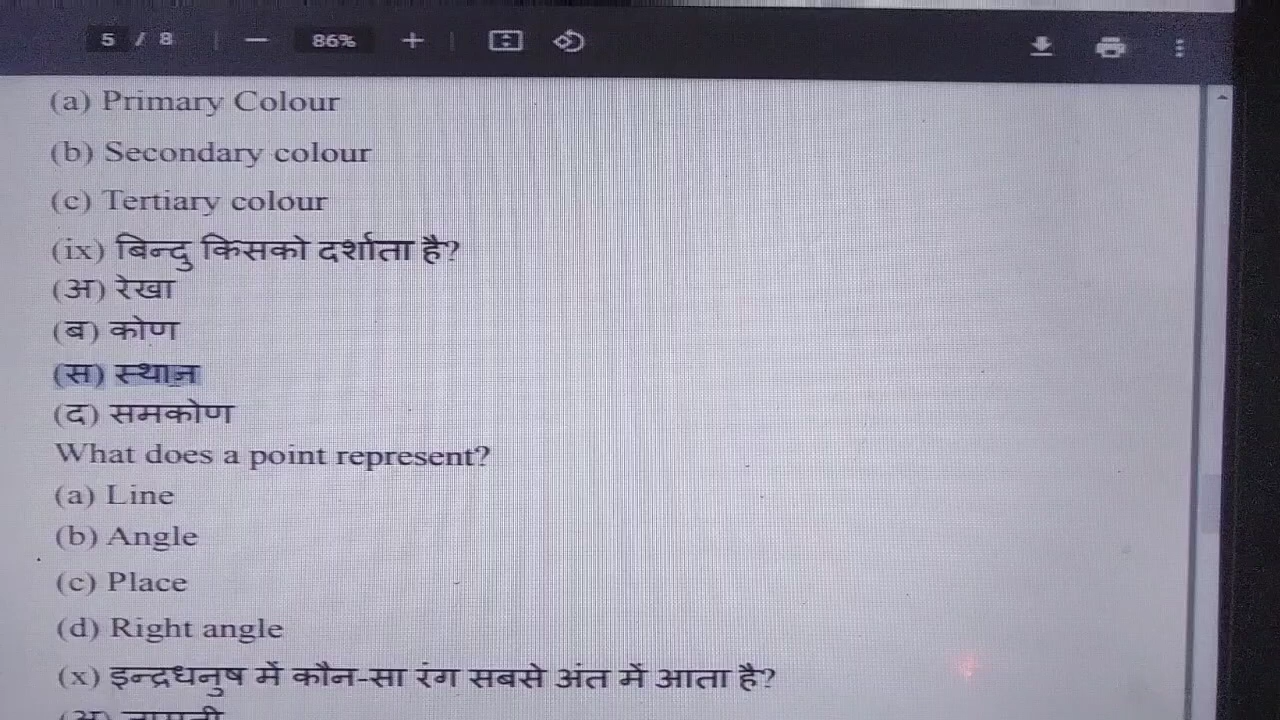 5 / 8 | — 86% + |
(a) Primary Colour
(b) Secondary colour
(c) Tertiary colour
(ix) बिन्दु किसको दर्शाता है?
(अ) रेखा
(ब) कोण
(स) स्थान
(द) समकोण
What does a point represent?
(a) Line
(b) Angle
(c) Place
(d) Right angle
(x) इन्द्रधनुष में कौन-सा रंग सबसे अंत में आता है?